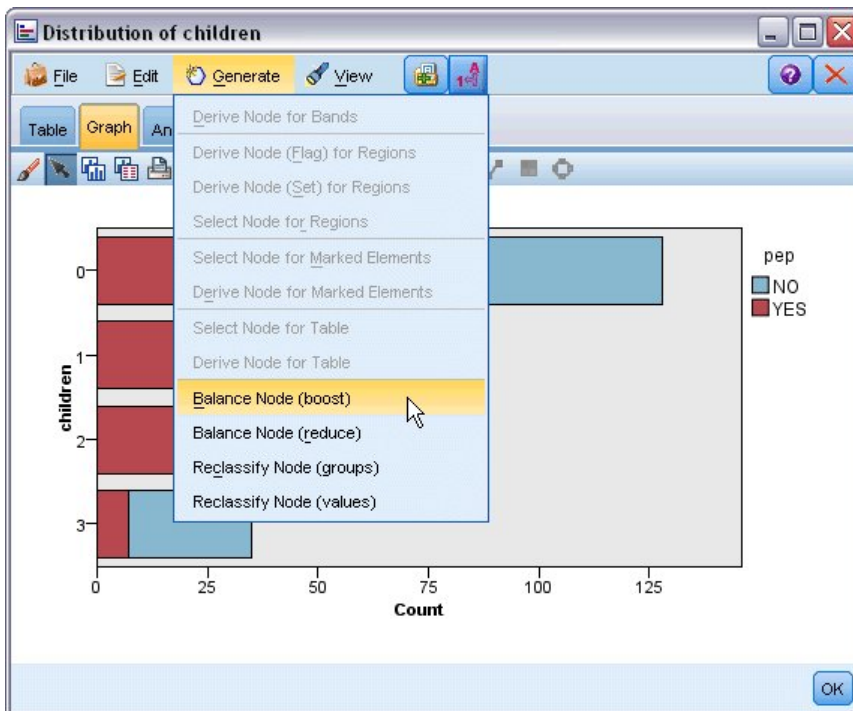 Distribution of children
File Edit Generate View
Table Graph An
Derive Node for Bands
Derive Node (Flag) for Regions
Derive Node (Set) for Regions
Select Node for Regions
Select Node for Marked Elements
Derive Node for Marked Elements
Select Node for Table
Derive Node for Table
Balance Node (boost)
Balance Node (reduce)
Reclassify Node (groups)
Reclassify Node (values)
children
0
1
2
3
0 25 50 75 100 125
Count
pep
NO
YES
OK